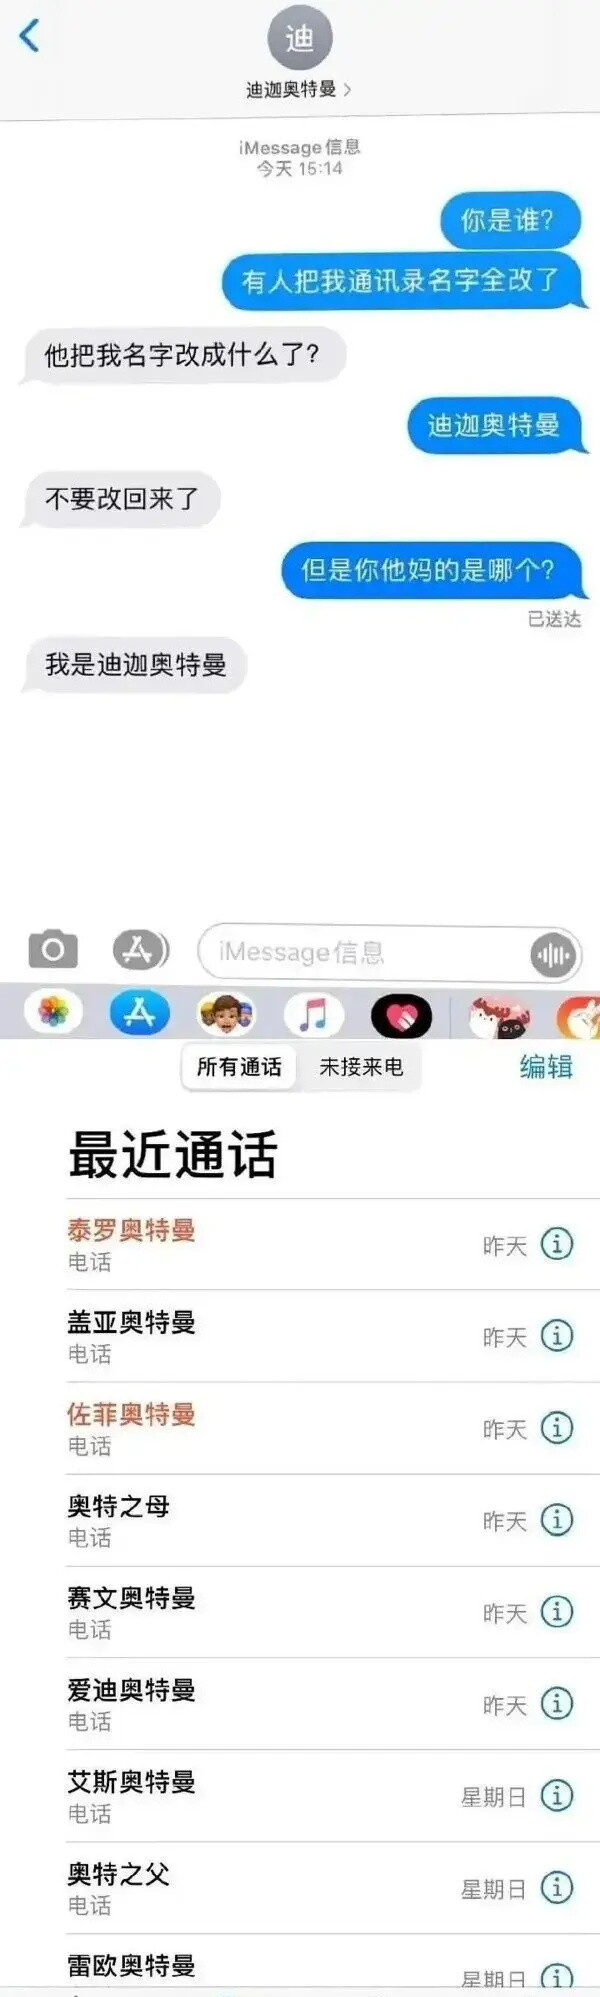 迪
迪迦奥特曼
iMessage信息
今天 15:14
你是谁?
有人把我通讯录名字全改了
他把我名字改成什么了?
迪迦奥特曼
不要改回来了
但是你他妈的是哪个?
已送达
我是迪迦奥特曼
iMessage信息
所有通话 未接来电 编辑
最近通话
泰罗奥特曼
电话 昨天
盖亚奥特曼
电话 昨天
佐菲奥特曼
电话 昨天
奥特之母
电话 昨天
赛文奥特曼
电话 昨天
爱迪奥特曼
电话 昨天
艾斯奥特曼
电话 星期日
奥特之父
电话 星期日
雷欧奥特曼
星期日